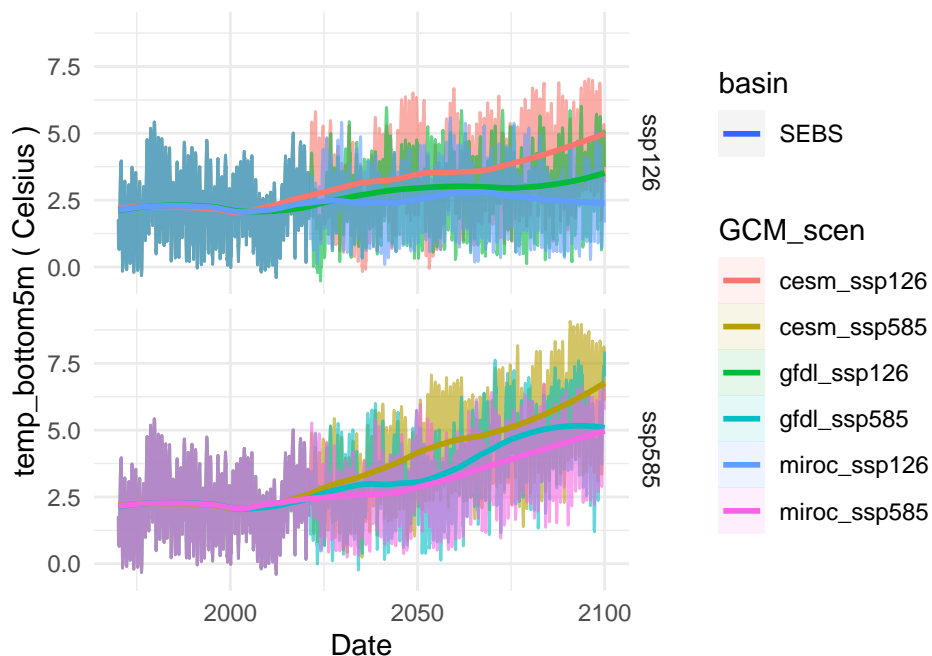 temp_bottom5m ( Celsius )
7.5
5.0
2.5
0.0
ssp126
7.5
5.0
2.5
0.0
ssp585
2000
2050
2100
Date
basin
SEBS
GCM_scen
cesm_ssp126
cesm_ssp585
gfdl_ssp126
gfdl_ssp585
miroc_ssp126
miroc_ssp585